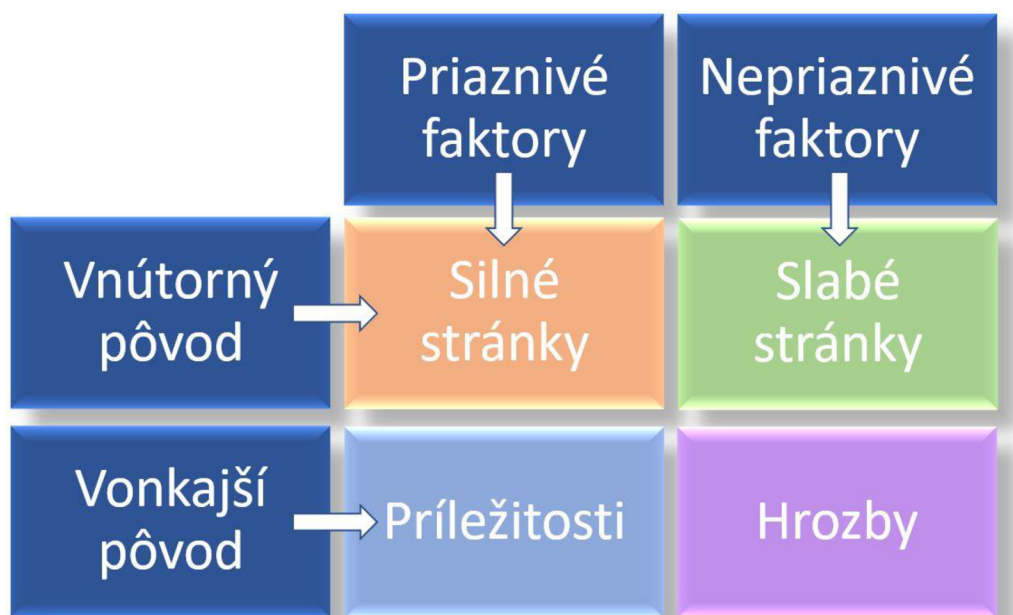 Priaznivé
faktory
Nepriaznivé
faktory
Vnútorný
pôvod
Silné
stránky
Slabé
stránky
Vonkajší
pôvod
Príležitosti
Hrozby